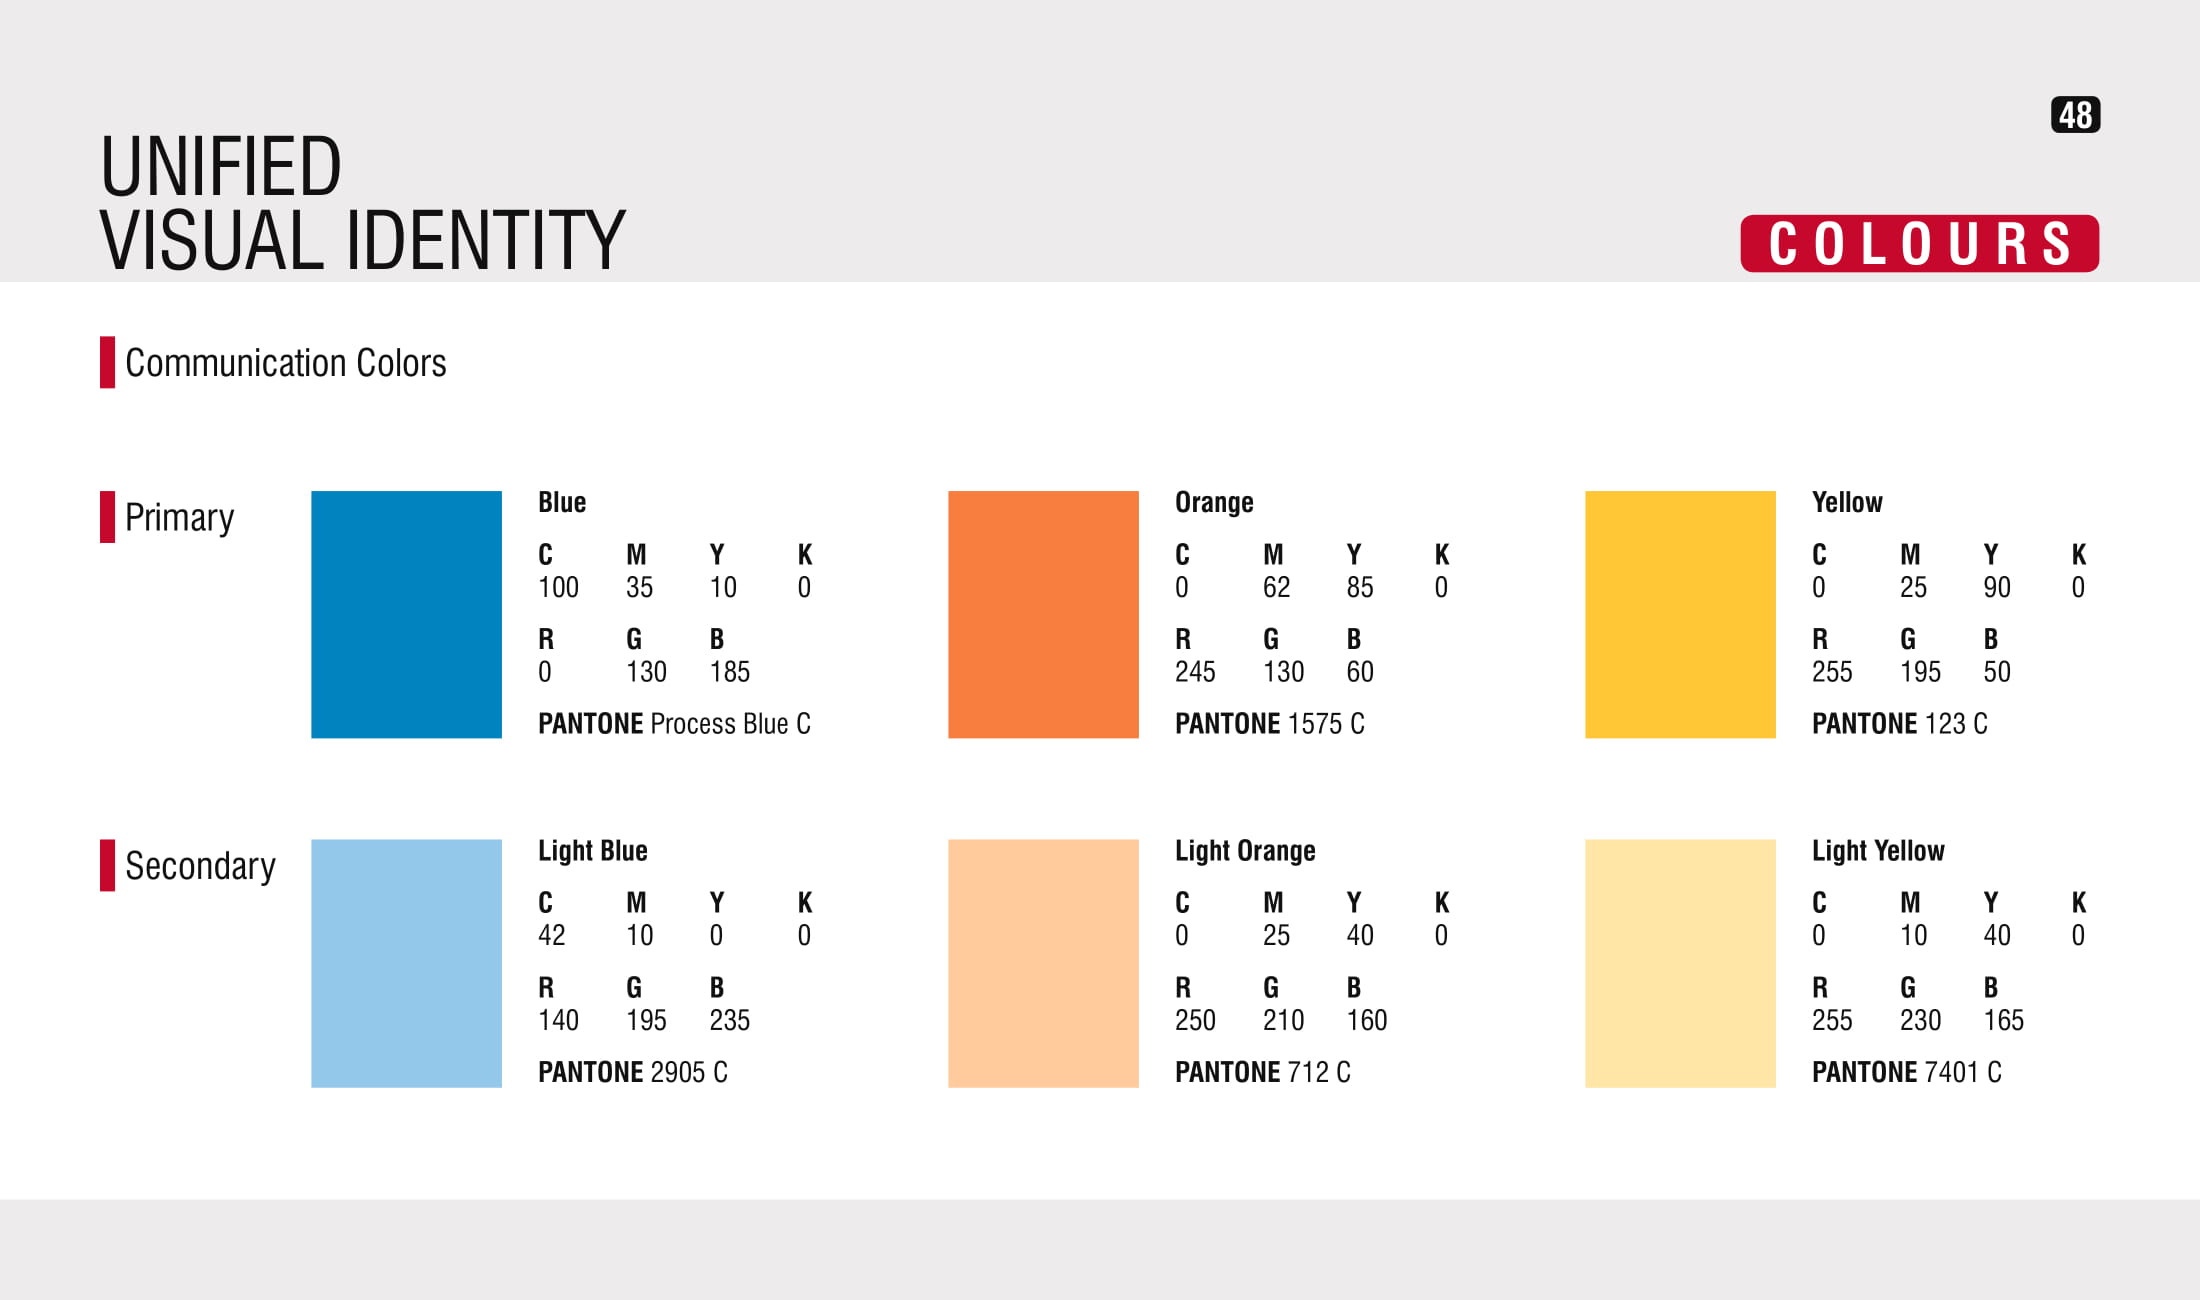 48
UNIFIED
VISUAL IDENTITY
COLOURS
Communication Colors
Primary
Blue
C M Y K
100 35 10 0
R G B
0 130 185
PANTONE Process Blue C
Orange
C M Y K
0 62 85 0
R G B
245 130 60
PANTONE 1575 C
Yellow
C M Y K
0 25 90 0
R G B
255 195 50
PANTONE 123 C
Secondary
Light Blue
C M Y K
42 10 0 0
R G B
140 195 235
PANTONE 2905 C
Light Orange
C M Y K
0 25 40 0
R G B
250 210 160
PANTONE 712 C
Light Yellow
C M Y K
0 10 40 0
R G B
255 230 165
PANTONE 7401 C